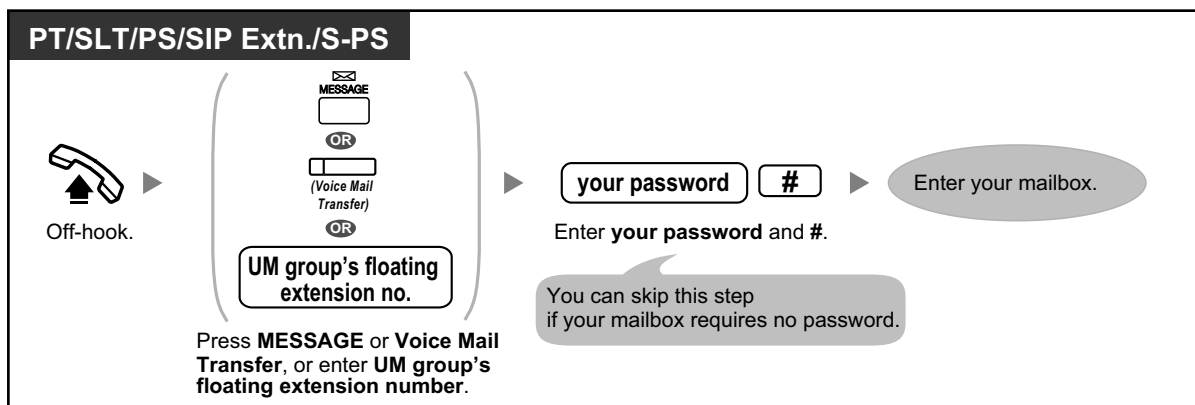 PT/SLT/PS/SIP Extn./S-PS
Off-hook.
MESSAGE
OR
(Voice Mail
Transfer)
OR
UM group's floating
extension no.
Press MESSAGE or Voice Mail
Transfer, or enter UM group's
floating extension number.
your password #
Enter your password and #.
You can skip this step
if your mailbox requires no password.
Enter your mailbox.